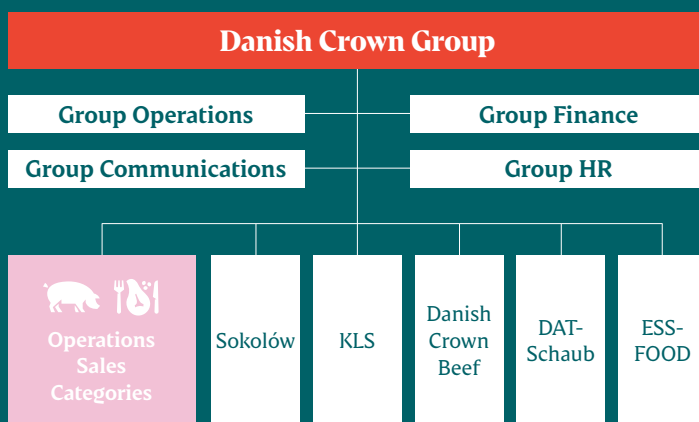 Danish Crown Group
Group Operations
Group Finance
Group Communications
Group HR
Operations
Sales
Categories
Sokolów
KLS
Danish
Crown
Beef
DAT-
Schaub
ESS-
FOOD